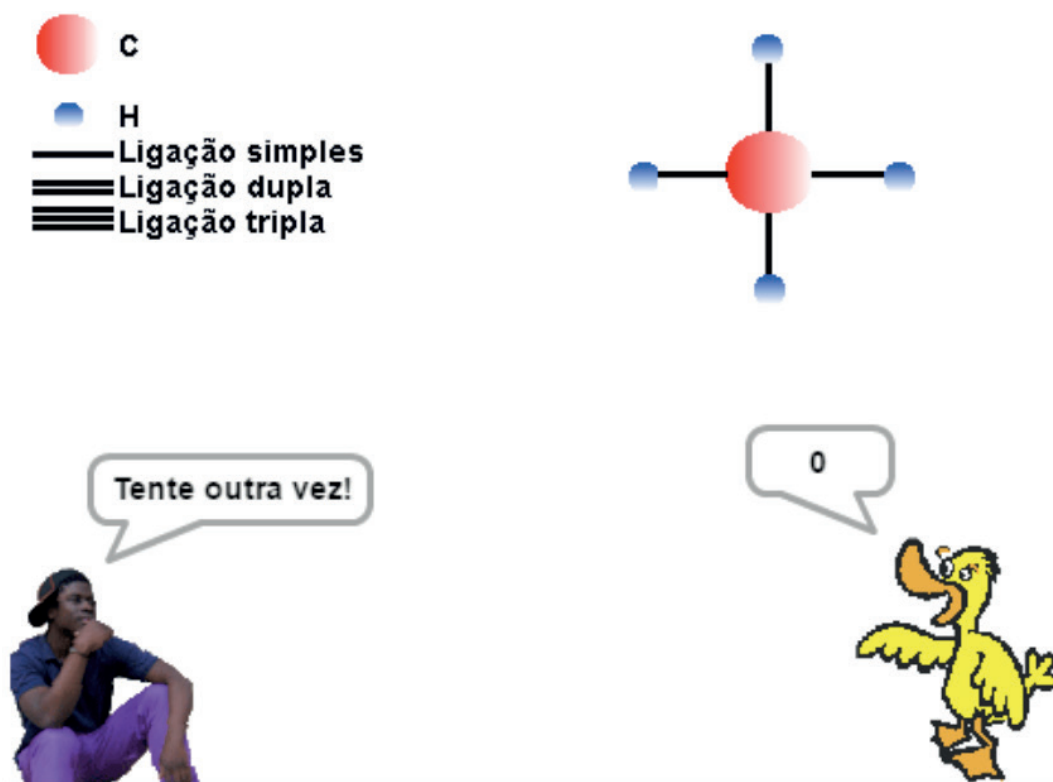 C
H
Ligação simples
Ligação dupla
Ligação tripla
Tente outra vez!
0